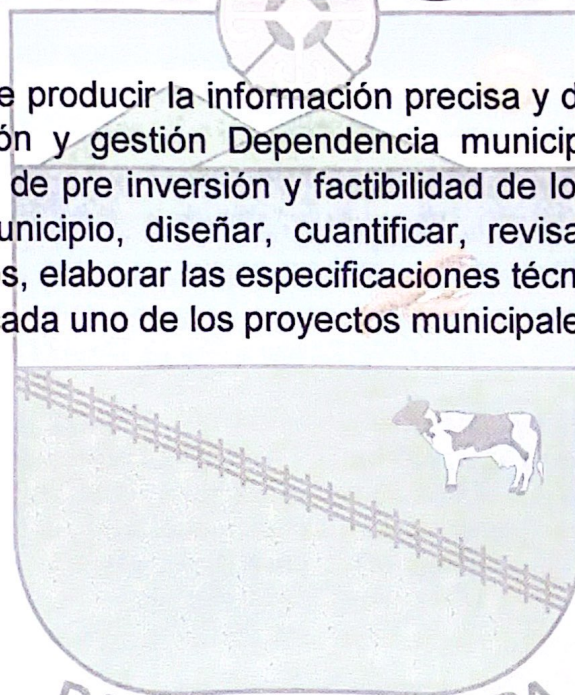 e producir la información precisa y d
ón y gestión Dependencia municip
de pre inversión y factibilidad de lo
unicipio, diseñar, cuantificar, revisa
s, elaborar las especificaciones técn
ada uno de los proyectos municipale